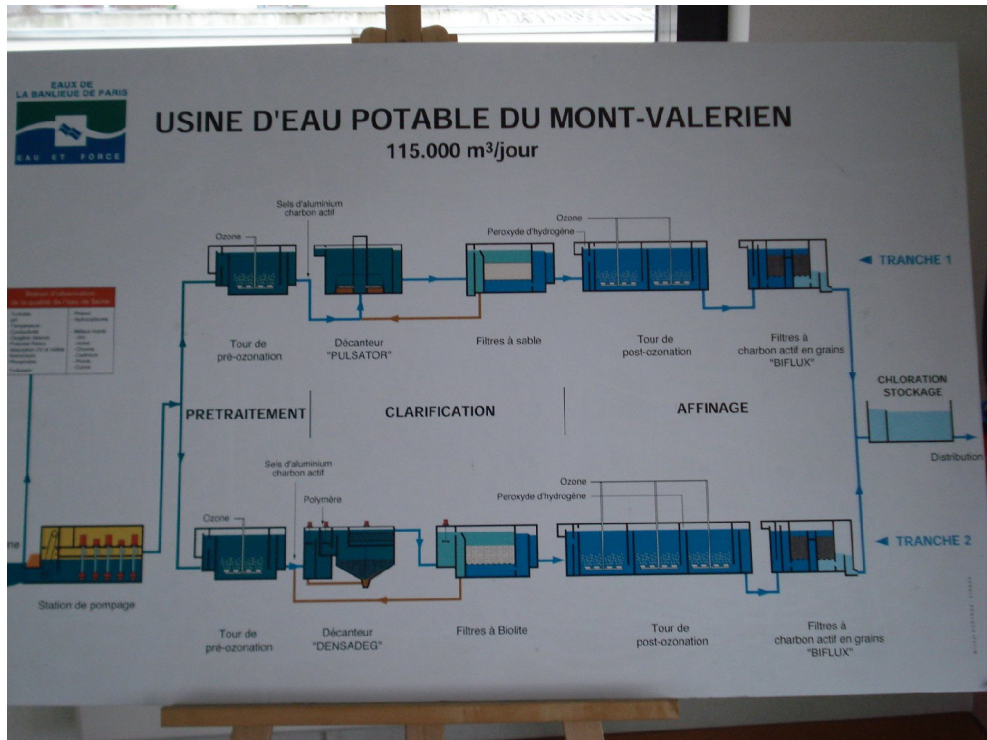 EAUX DE
LA BANLIEUE DE PARIS
EAU ET FORCE
USINE D'EAU POTABLE DU MONT-VALERIEN
115.000 m³/jour
Sels d'aluminium
charbon actif
Ozone
Ozone
Peroxyde d'hydrogène
TRANCHE 1
Tour de
pré-ozonation
Décanteur
"PULSATOR"
Filtres à sable
Tour de
post-ozonation
Filtres à
charbon actif en grains
"BIFLUX"
PRETRAITEMENT
CLARIFICATION
AFFINAGE
CHLORATION
STOCKAGE
Distribution
Sels d'aluminium
charbon actif
Polymère
Ozone
Ozone
Peroxyde d'hydrogène
TRANCHE 2
Station de pompage
Tour de
pré-ozonation
Décanteur
"DENSADEG"
Filtres à Biolite
Tour de
post-ozonation
Filtres à
charbon actif en grains
"BIFLUX"